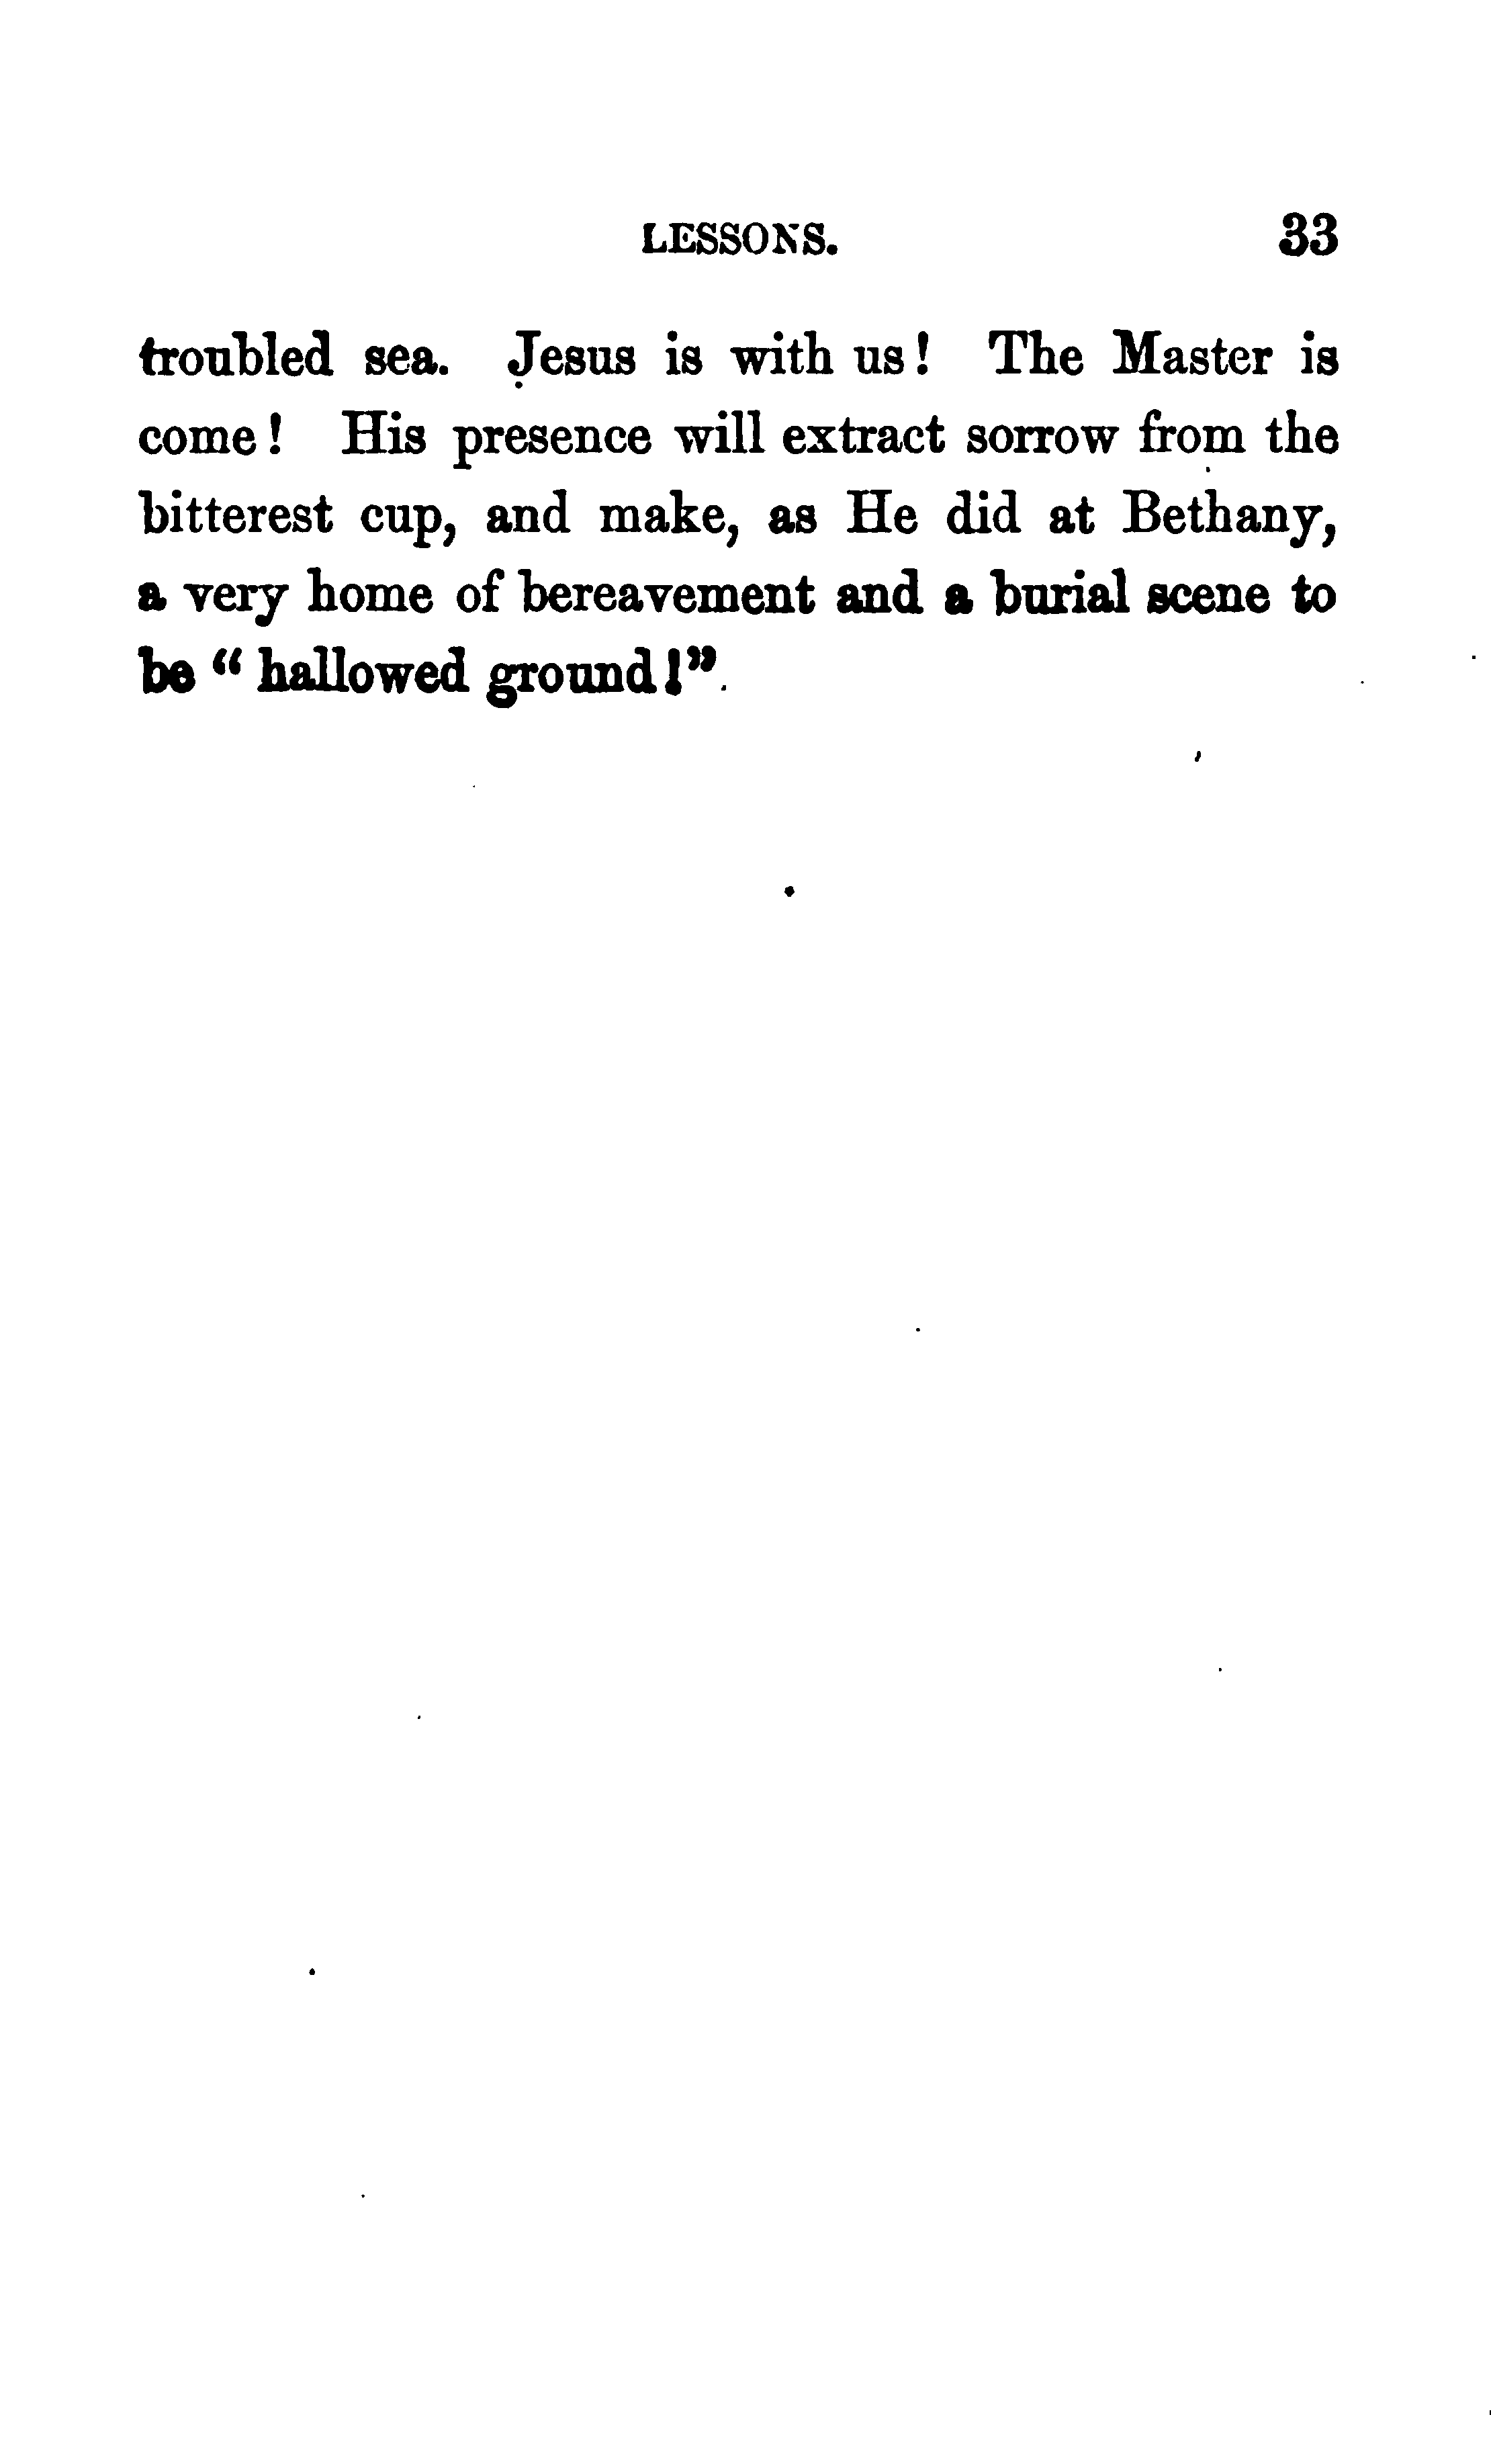 LESSONS. 33
troubled sea. Jesus is with us! The Master is
come! His presence will extract sorrow from the
bitterest cup, and make, as He did at Bethany,
a very home of bereavement and a burial scene to
be “ hallowed ground!”